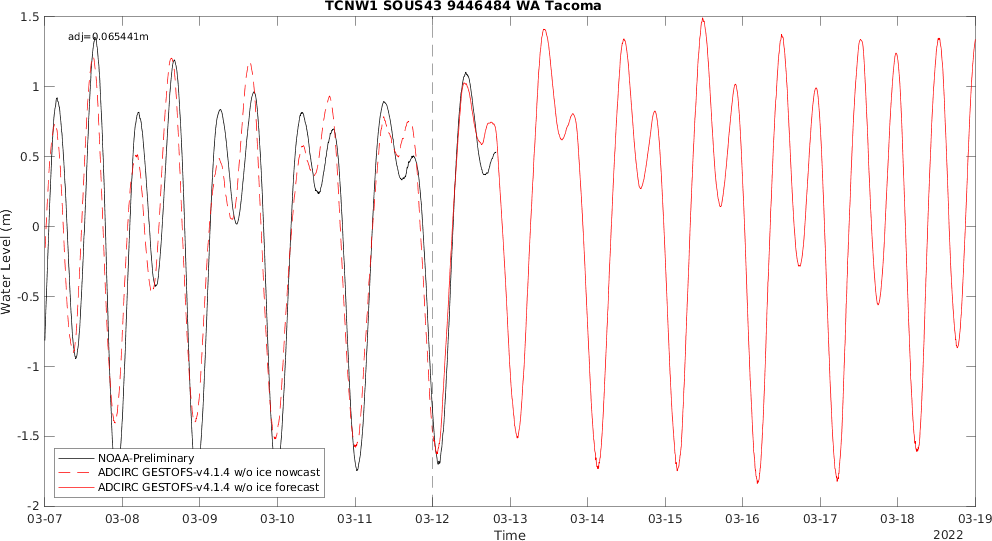 TCNW1 SOUS43 9446484 WA Tacoma
adj=0.065441m
Water Level (m)
1.5
1
0.5
0
-0.5
-1
-1.5
-2
NOAA-Preliminary
ADCIRC GESTOFS-v4.1.4 w/o ice nowcast
ADCIRC GESTOFS-v4.1.4 w/o ice forecast
03-07 03-08 03-09 03-10 03-11 03-12 03-13 03-14 03-15 03-16 03-17 03-18 03-19
Time
2022